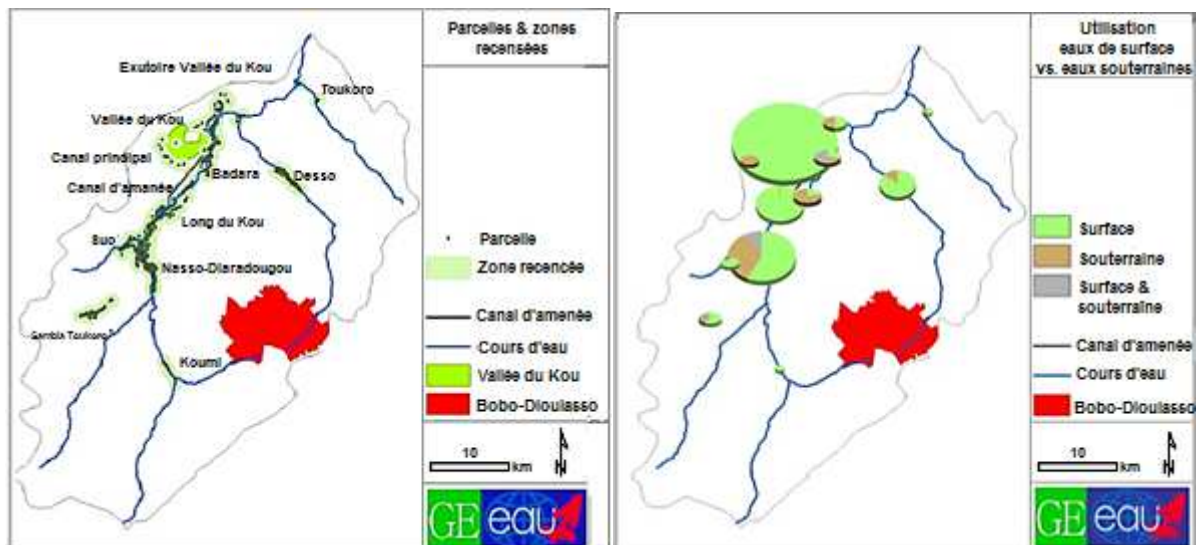 Parcelles & zones
recensées
Exutoire Vallée du Kou
Toukoro
Vallée du Kou
Canal principal
Badara
Canal d'amenée
Desso
Long du Kou
Suo
Nasso-Diaradougou
Toukoro
Koumi
Parcelle
Zone recencée
Canal d'amenée
Cours d'eau
Vallée du Kou
Bobo-Dioulasso
10
km
N
GE eau
Utilisation
eaux de surface
vs. eaux souterraines
Surface
Souterraine
Surface &
souterraine
Canal d'amenée
Cours d'eau
Bobo-Dioulasso
10
km
N
GE eau